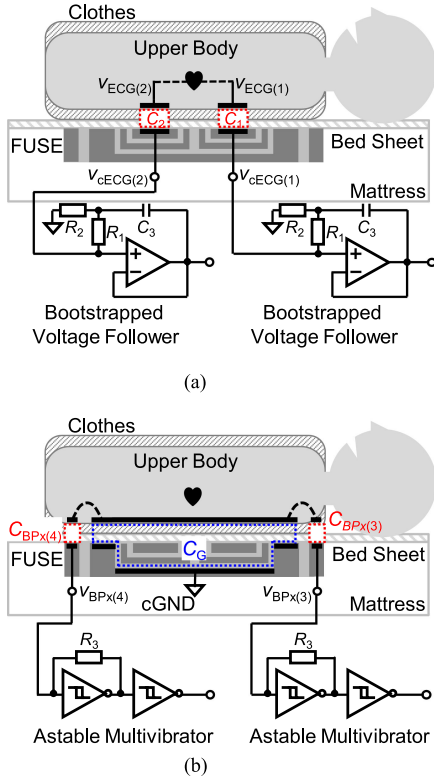 Clothes
Upper Body
vECG(2) vECG(1)
C2 C1
FUSE Bed Sheet
vcECG(2) vcECG(1)
Mattress
R2 R1 C3 R2 R1 C3
+ − + −
Bootstrapped Voltage Follower Bootstrapped Voltage Follower
(a)
Clothes
Upper Body
CBPx(4) CBPx(3)
FUSE CG Bed Sheet
vBPx(4) cGND vBPx(3)
Mattress
R3 R3
Astable Multivibrator Astable Multivibrator
(b)